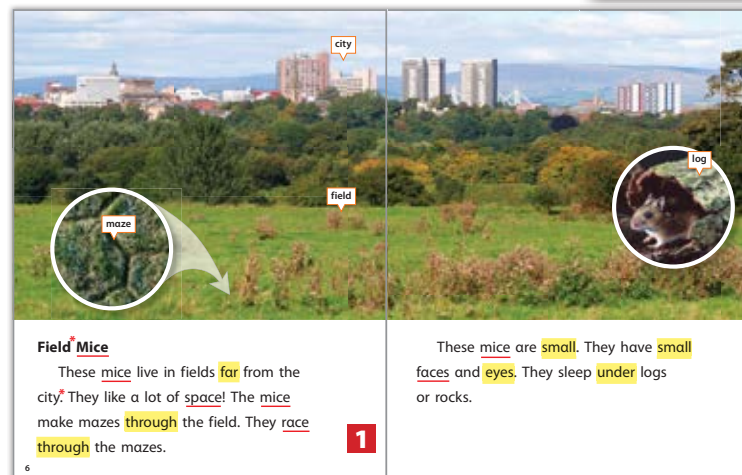 city
field
maze
log
Field* Mice
These mice live in fields far from the
city.* They like a lot of space! The mice
make mazes through the field. They race
through the mazes.
1
6
These mice are small. They have small
faces and eyes. They sleep under logs
or rocks.